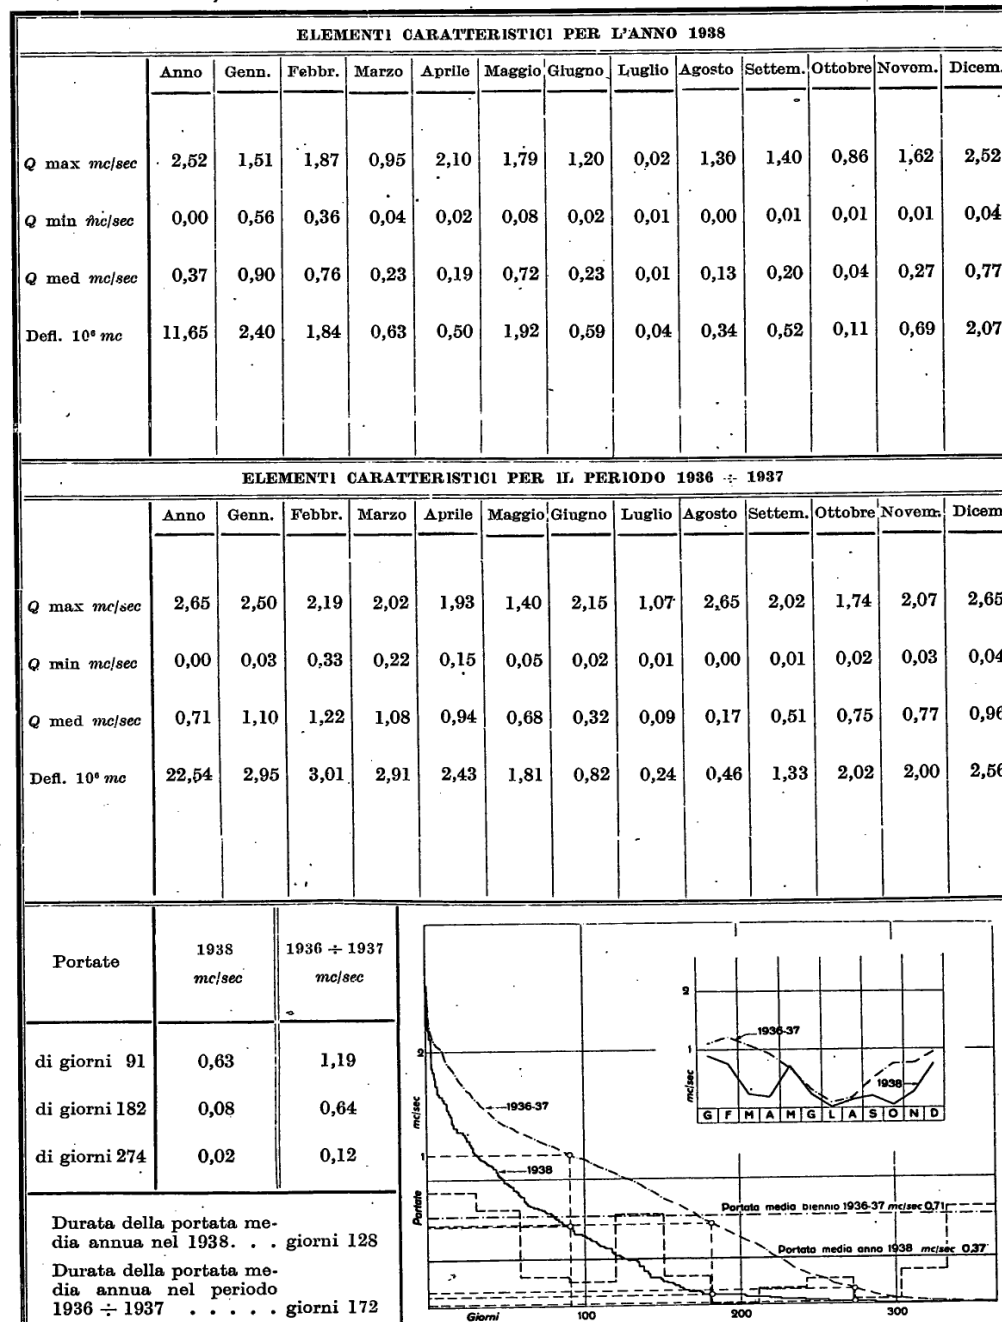 ELEMENTI CARATTERISTICI PER L'ANNO 1938
Anno Genn. Febbr. Marzo Aprile Maggio Giugno Luglio Agosto Settem. Ottobre Novem. Dicem.
Q max mc/sec 2,52 1,51 1,87 0,95 2,10 1,79 1,20 0,02 1,30 1,40 0,86 1,62 2,52
Q min mc/sec 0,00 0,56 0,36 0,04 0,02 0,08 0,02 0,01 0,00 0,01 0,01 0,01 0,04
Q med mc/sec 0,37 0,90 0,76 0,23 0,19 0,72 0,23 0,01 0,13 0,20 0,04 0,27 0,77
Defl. 10⁶ mc 11,65 2,40 1,84 0,63 0,50 1,92 0,59 0,04 0,34 0,52 0,11 0,69 2,07
ELEMENTI CARATTERISTICI PER IL PERIODO 1936 ÷ 1937
Anno Genn. Febbr. Marzo Aprile Maggio Giugno Luglio Agosto Settem. Ottobre Novem. Dicem
Q max mc/sec 2,65 2,50 2,19 2,02 1,93 1,40 2,15 1,07 2,65 2,02 1,74 2,07 2,65
Q min mc/sec 0,00 0,03 0,33 0,22 0,15 0,05 0,02 0,01 0,00 0,01 0,02 0,03 0,04
Q med mc/sec 0,71 1,10 1,22 1,08 0,94 0,68 0,32 0,09 0,17 0,51 0,75 0,77 0,96
Defl. 10⁶ mc 22,54 2,95 3,01 2,91 2,43 1,81 0,82 0,24 0,46 1,33 2,02 2,00 2,56
Portate 1938 mc/sec 1936 ÷ 1937 mc/sec
di giorni 91 0,63 1,19
di giorni 182 0,08 0,64
di giorni 274 0,02 0,12
Durata della portata me-
dia annua nel 1938. . . giorni 128
Durata della portata me-
dia annua nel periodo
1936 ÷ 1937 . . . . . giorni 172
2
1936-37
1
mc/sec
1938
G F M A M G L A S O N D
2
mc/sec
1936-37
1
1938
Portate
Portata media biennio 1936-37 mc/sec 0,71
Portata media anno 1938 mc/sec 0,37
Giorni 100 200 300